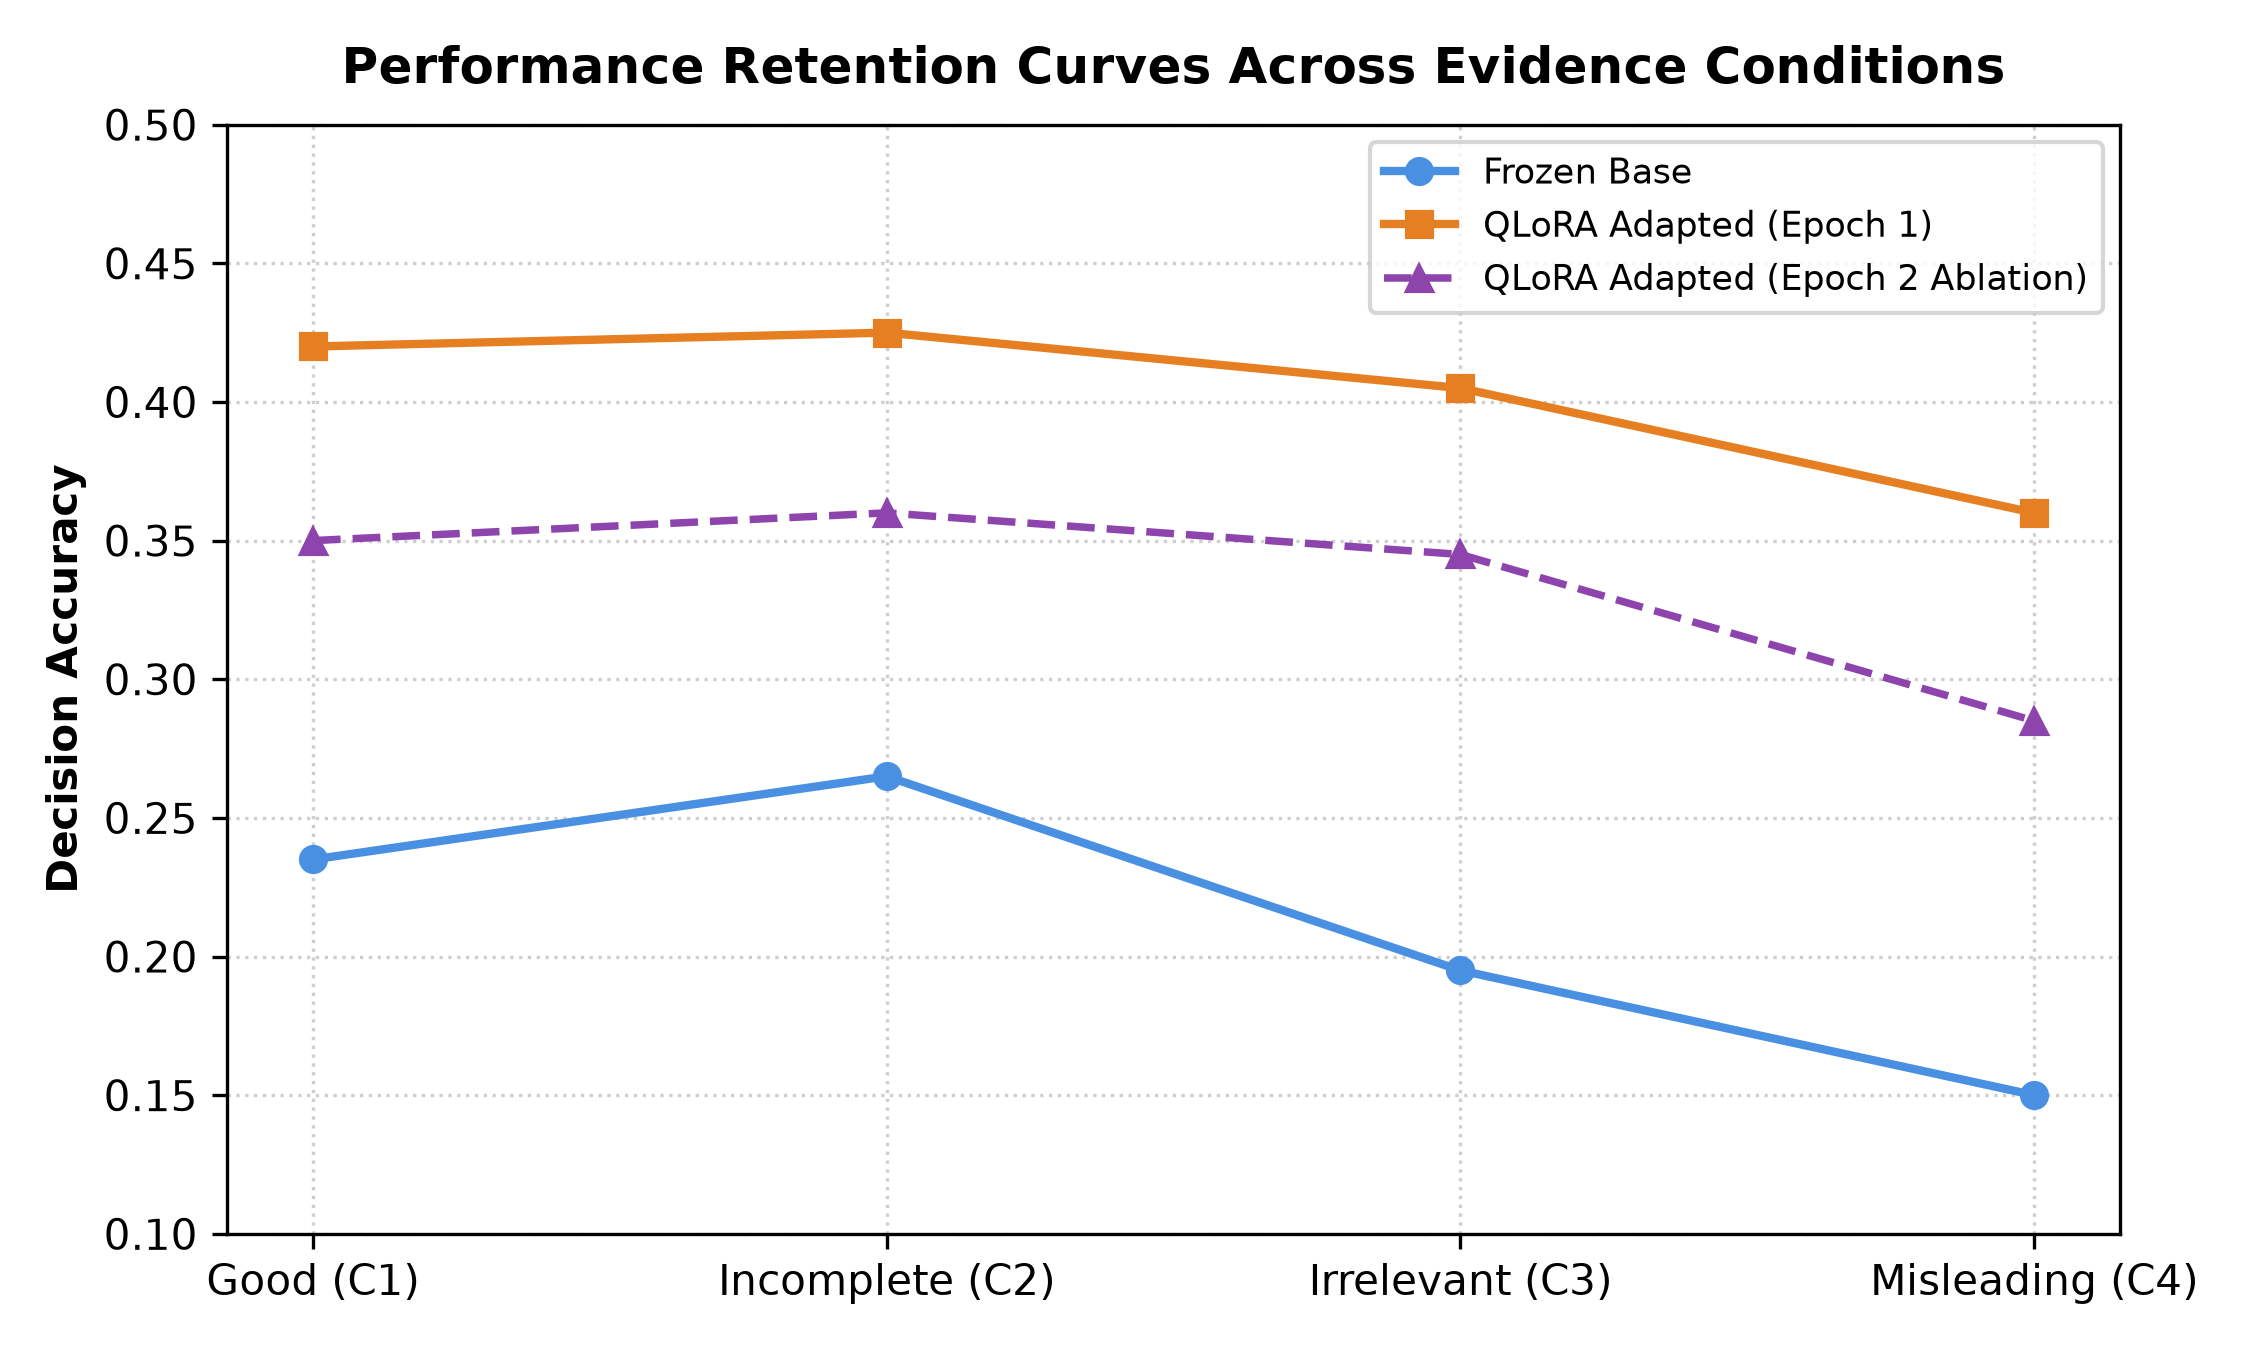 Performance Retention Curves Across Evidence Conditions
0.50
0.45
0.40
0.35
0.30
0.25
0.20
0.15
0.10
Decision Accuracy
Frozen Base
QLoRA Adapted (Epoch 1)
QLoRA Adapted (Epoch 2 Ablation)
Good (C1)
Incomplete (C2)
Irrelevant (C3)
Misleading (C4)